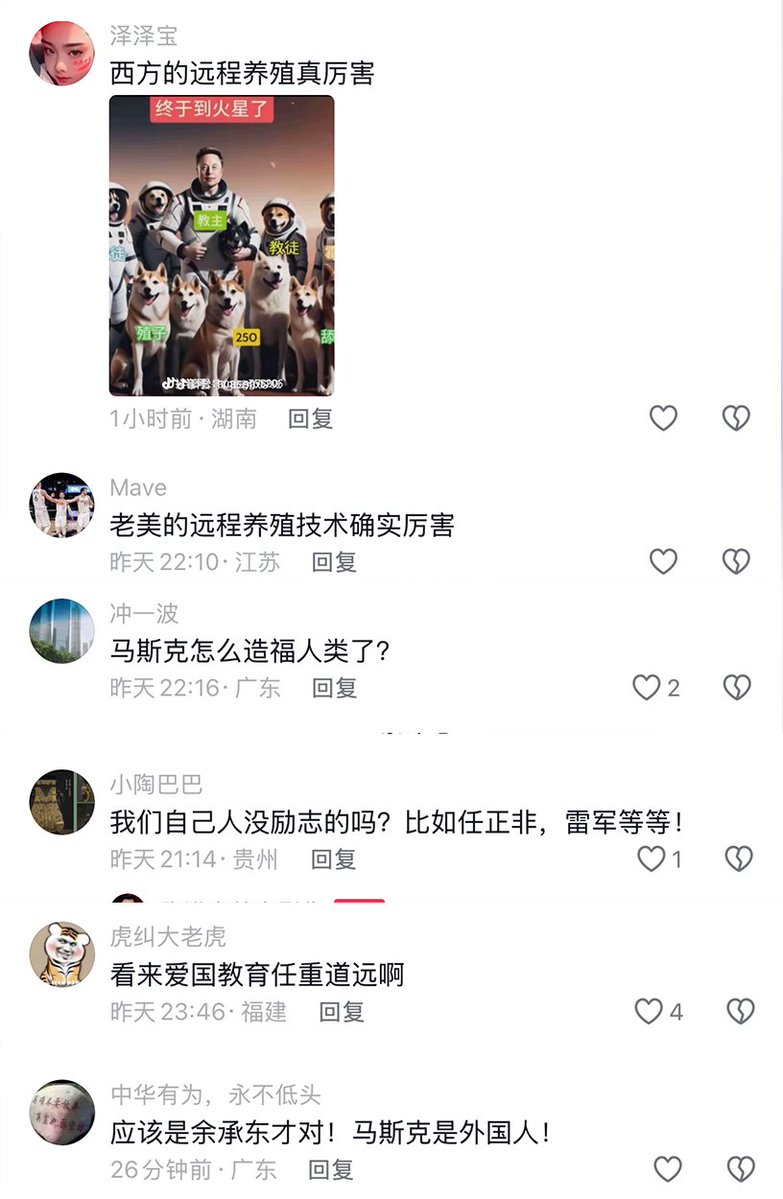 泽泽宝
西方的远程养殖真厉害
终于到火星了
教主
教徒
徒
殖子
250
舔
1小时前·湖南 回复
Mave
老美的远程养殖技术确实厉害
昨天22:10·江苏 回复
冲一波
马斯克怎么造福人类了?
昨天22:16·广东 回复 2
小陶巴巴
我们自己人没励志的吗?比如任正非,雷军等等!
昨天21:14·贵州 回复 1
虎纠大老虎
看来爱国教育任重道远啊
昨天23:46·福建 回复 4
中华有为,永不低头
应该是余承东才对!马斯克是外国人!
26分钟前·广东 回复